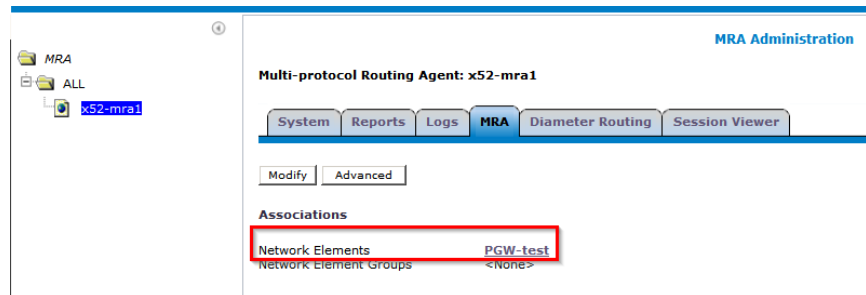 MRA Administration
MRA
ALL
x52-mra1
Multi-protocol Routing Agent: x52-mra1
System Reports Logs MRA Diameter Routing Session Viewer
Modify Advanced
Associations
Network Elements PGW-test
Network Element Groups <None>